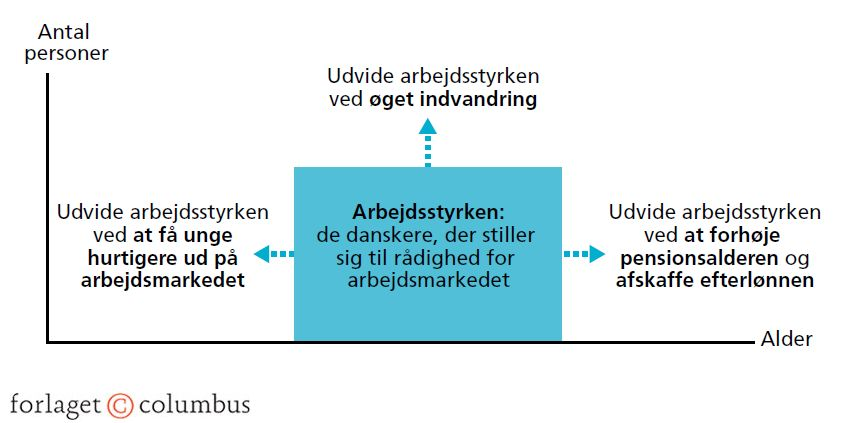 Antal
personer
Udvide arbejdsstyrken
ved øget indvandring
Udvide arbejdsstyrken
ved at få unge
hurtigere ud på
arbejdsmarkedet
Arbejdsstyrken:
de danskere, der stiller
sig til rådighed for
arbejdsmarkedet
Udvide arbejdsstyrken
ved at forhøje
pensionsalderen og
afskaffe efterlønnen
Alder
forlaget © columbus